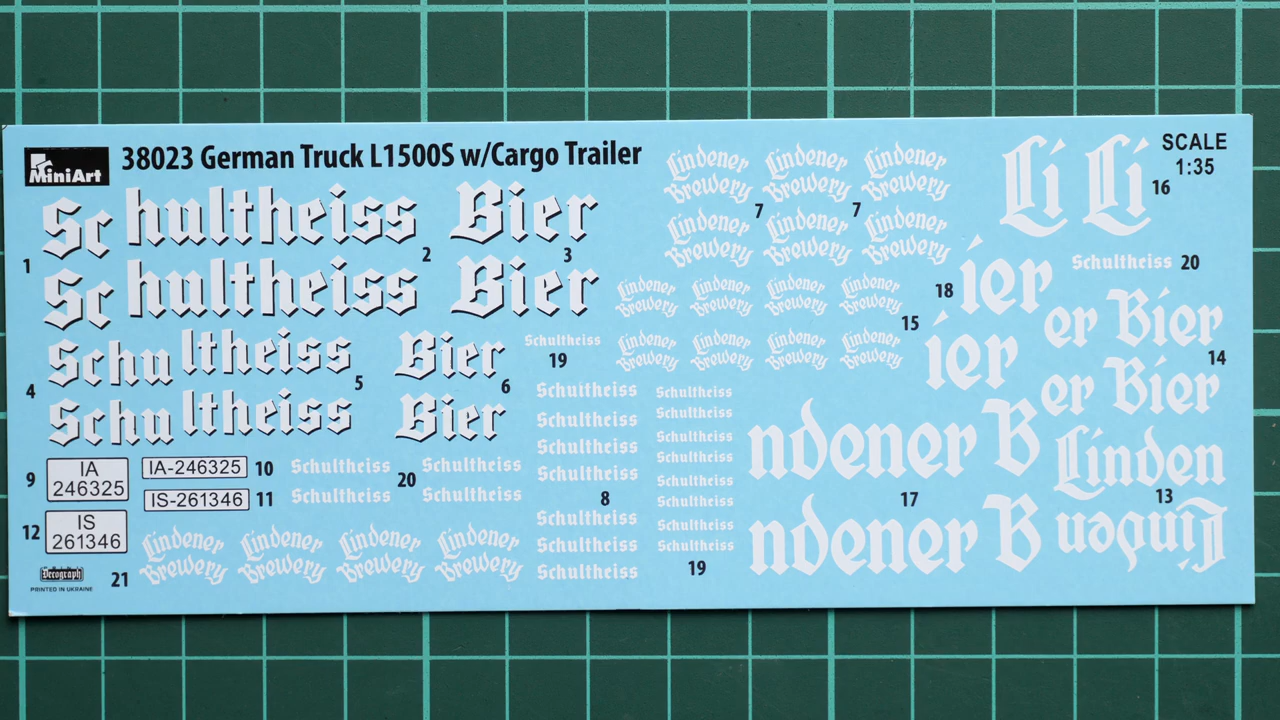 MiniArt
38023 German Truck L1500S w/Cargo Trailer
SCALE
1:35
1
Sc hultheiss Bier
2
3
Sc hultheiss Bier
4
Schu ltheiss Bier
5
6
Schu ltheiss Bier
Lindener Lindener Lindener
Brewery Brewery Brewery
7 7
Lindener Lindener Lindener
Brewery Brewery Brewery
Lindener Lindener Lindener Lindener
Brewery Brewery Brewery Brewery
15
Lindener Lindener Lindener Lindener
Brewery Brewery Brewery Brewery
Li Li
16
Schultheiss 20
18 ier
ier
er Bier
14
er Bier
Schultheiss
19
Schultheiss
Schultheiss
Schultheiss
Schultheiss
8
Schultheiss
Schultheiss
Schultheiss
Schultheiss
Schultheiss
Schultheiss
Schultheiss
Schultheiss
Schultheiss
Schultheiss
Schultheiss
19
ndener B
17
ndener B
Linden
13
Linden
9
IA
246325
IA-246325 10
IS-261346 11
12
IS
261346
Schultheiss Schultheiss
20
Schultheiss Schultheiss
Lindener Lindener Lindener Lindener
Brewery Brewery Brewery Brewery
21
Decograph
PRINTED IN UKRAINE